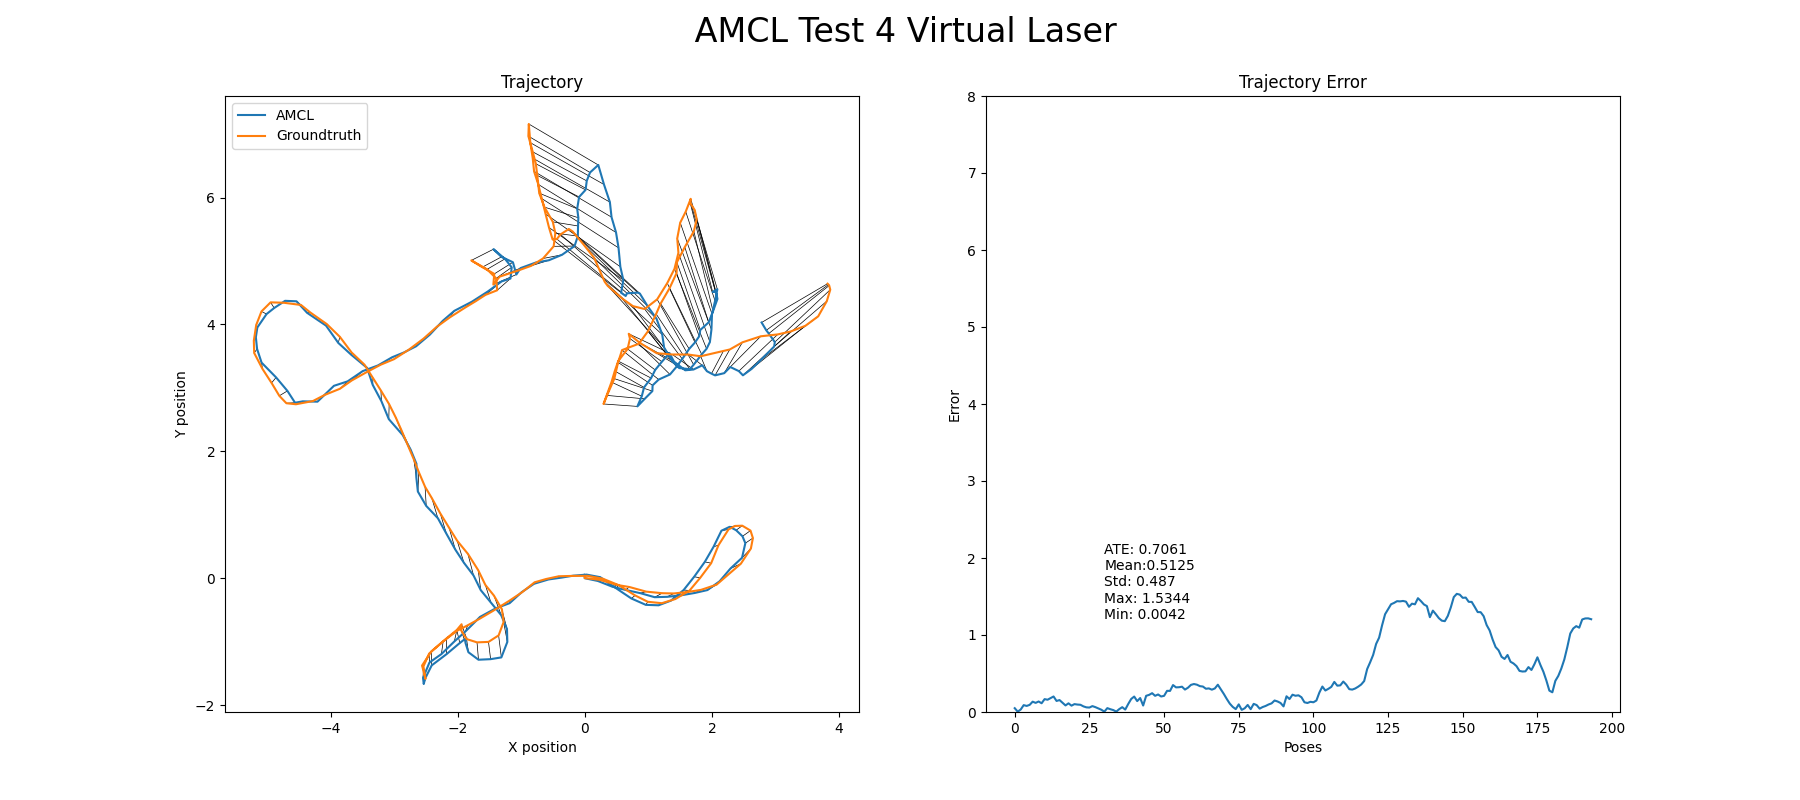 AMCL Test 4 Virtual Laser
Trajectory
AMCL
Groundtruth
6
4
2
0
−2
Y position
−4
−2
0
2
4
X position
Trajectory Error
8
7
6
5
4
3
2
1
0
Error
ATE: 0.7061
Mean:0.5125
Std: 0.487
Max: 1.5344
Min: 0.0042
0
25
50
75
100
125
150
175
200
Poses